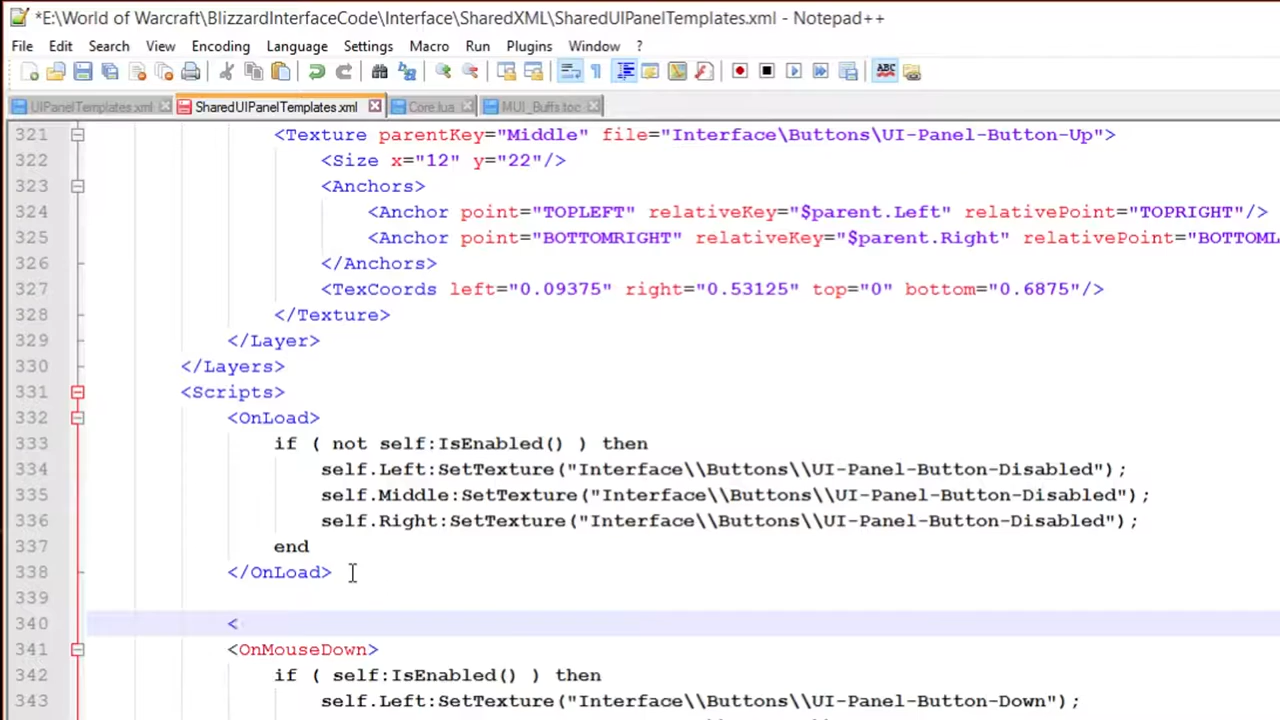 *E:\World of Warcraft\BlizzardInterfaceCode\Interface\SharedXML\SharedUIPanelTemplates.xml - Notepad++
File Edit Search View Encoding Language Settings Macro Run Plugins Window ?
ABC
UIPanelTemplates.xml SharedUIPanelTemplates.xml Core.lua MUI_Buffs.toc
321 <Texture parentKey="Middle" file="Interface\Buttons\UI-Panel-Button-Up">
322 <Size x="12" y="22"/>
323 <Anchors>
324 <Anchor point="TOPLEFT" relativeKey="$parent.Left" relativePoint="TOPRIGHT"/>
325 <Anchor point="BOTTOMRIGHT" relativeKey="$parent.Right" relativePoint="BOTTOML
326 </Anchors>
327 <TexCoords left="0.09375" right="0.53125" top="0" bottom="0.6875"/>
328 </Texture>
329 </Layer>
330 </Layers>
331 <Scripts>
332 <OnLoad>
333 if ( not self:IsEnabled() ) then
334 self.Left:SetTexture("Interface\\Buttons\\UI-Panel-Button-Disabled");
335 self.Middle:SetTexture("Interface\\Buttons\\UI-Panel-Button-Disabled");
336 self.Right:SetTexture("Interface\\Buttons\\UI-Panel-Button-Disabled");
337 end
338 </OnLoad>
339
340 <
341 <OnMouseDown>
342 if ( self:IsEnabled() ) then
343 self.Left:SetTexture("Interface\\Buttons\\UI-Panel-Button-Down");